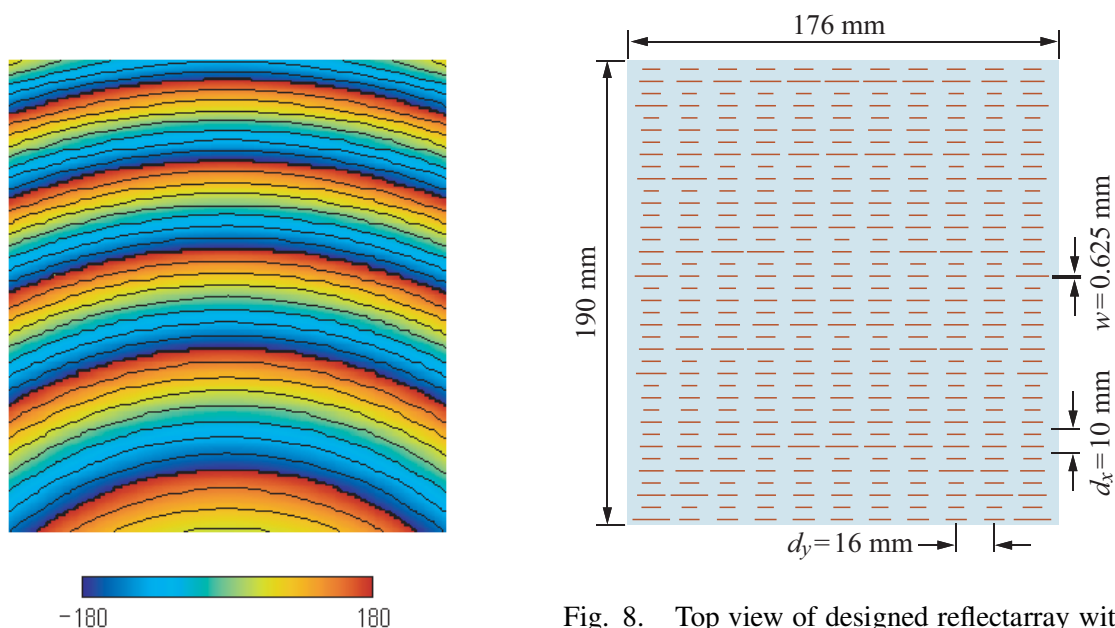 −180
180
176 mm
190 mm
w=0.625 mm
dx=10 mm
dy=16 mm
Fig. 8. Top view of designed reflectarray wit